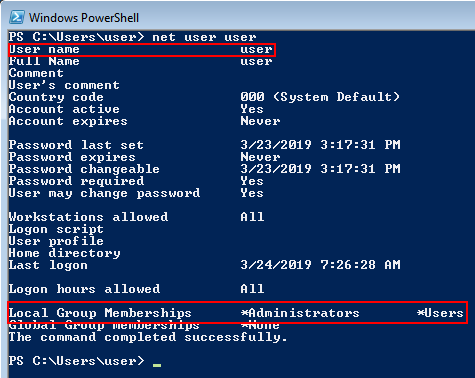 Windows PowerShell
PS C:\Users\user> net user user
User name user
Full Name user
Comment
User's comment
Country code 000 (System Default)
Account active Yes
Account expires Never
Password last set 3/23/2019 3:17:31 PM
Password expires Never
Password changeable 3/23/2019 3:17:31 PM
Password required Yes
User may change password Yes
Workstations allowed All
Logon script
User profile
Home directory
Last logon 3/24/2019 7:26:28 AM
Logon hours allowed All
Local Group Memberships *Administrators *Users
Global Group memberships *None
The command completed successfully.
PS C:\Users\user>